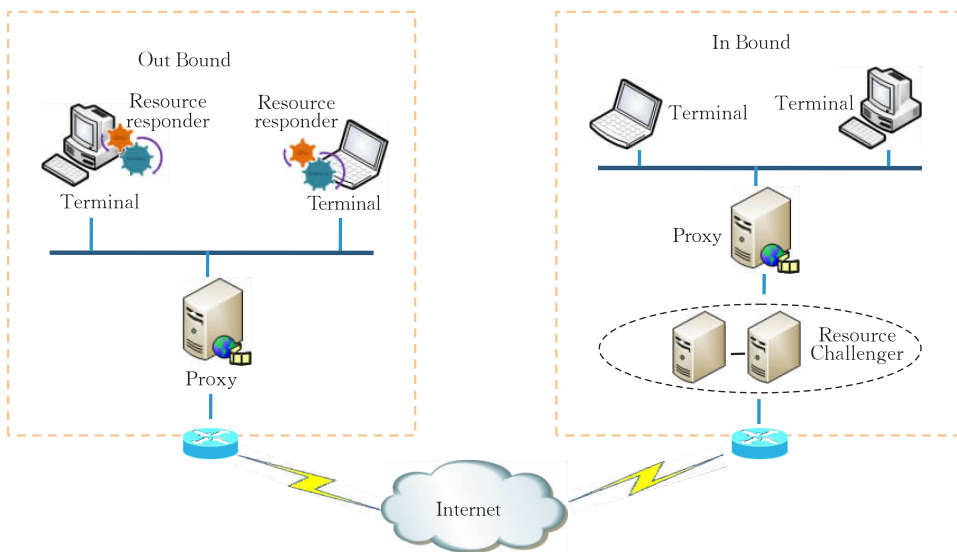 Out Bound
Resource
responder
Resource
responder
Terminal
Terminal
Proxy
In Bound
Terminal
Terminal
Proxy
Resource
Challenger
Internet